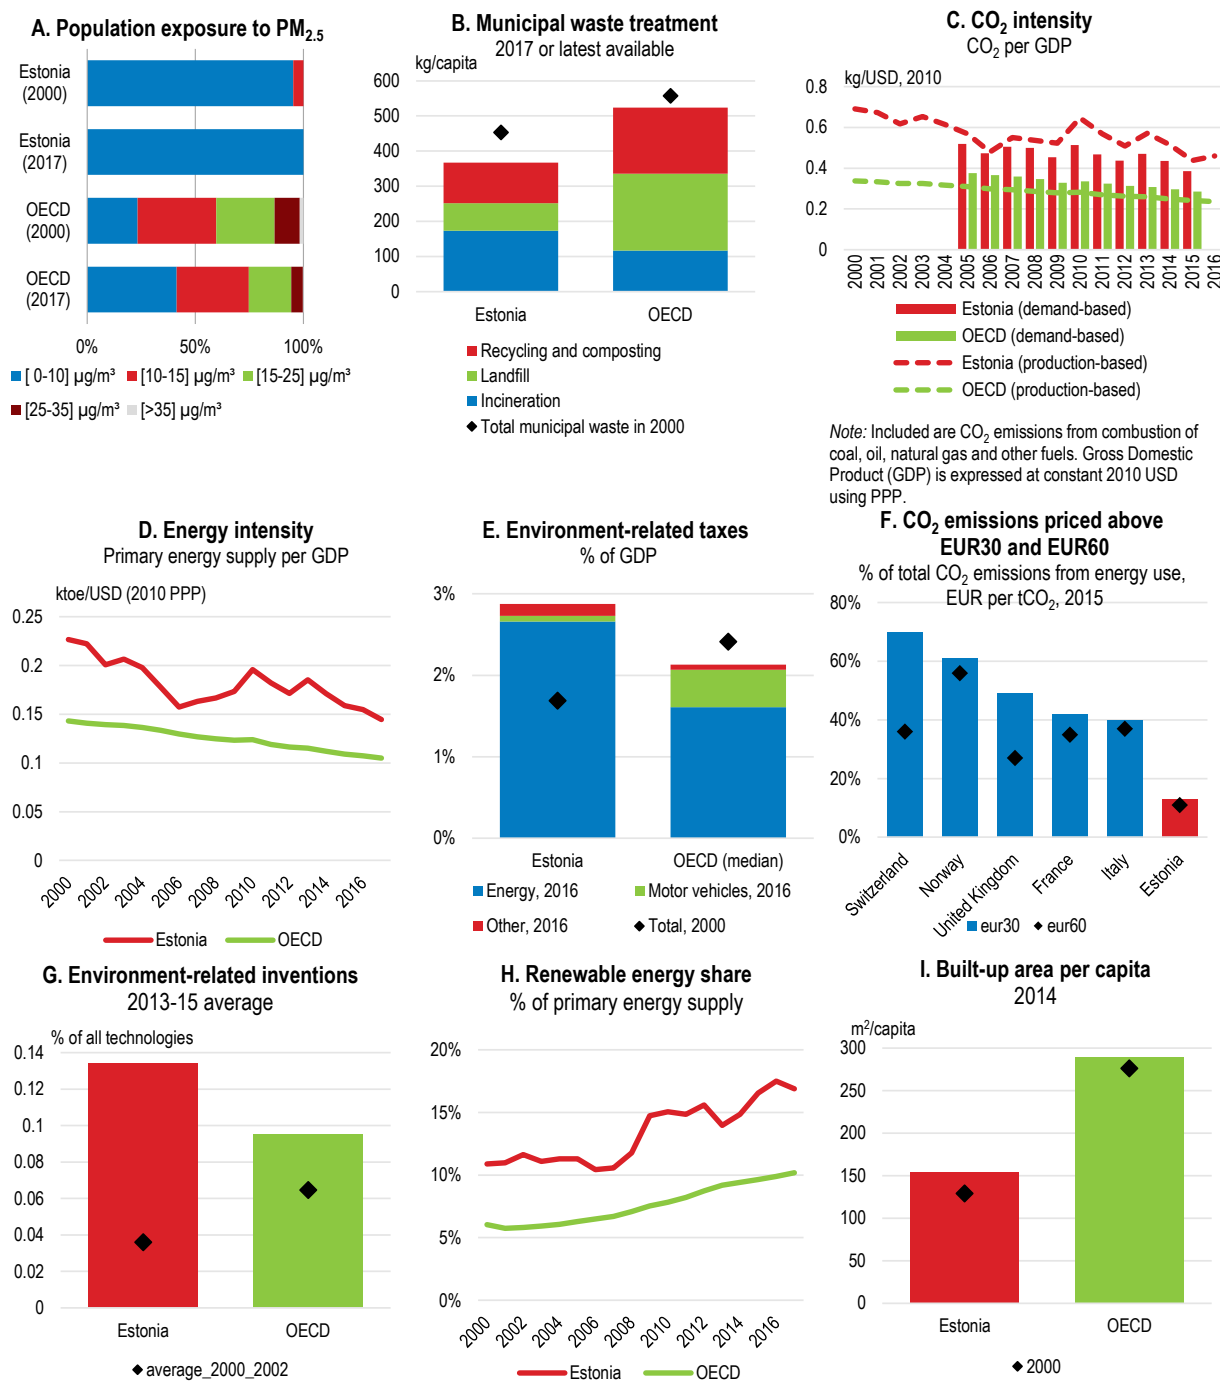 A. Population exposure to PM2.5
Estonia
(2000)
Estonia
(2017)
OECD
(2000)
OECD
(2017)
0% 50% 100%
[ 0-10] µg/m³ [10-15] µg/m³ [15-25] µg/m³
[25-35] µg/m³ [>35] µg/m³
B. Municipal waste treatment
2017 or latest available
kg/capita
600
500
400
300
200
100
0
Estonia OECD
Recycling and composting
Landfill
Incineration
Total municipal waste in 2000
C. CO2 intensity
CO2 per GDP
kg/USD, 2010
0.8
0.6
0.4
0.2
0
2000 2001 2002 2003 2004 2005 2006 2007 2008 2009 2010 2011 2012 2013 2014 2015 2016
Estonia (demand-based)
OECD (demand-based)
Estonia (production-based)
OECD (production-based)
Note: Included are CO2 emissions from combustion of
coal, oil, natural gas and other fuels. Gross Domestic
Product (GDP) is expressed at constant 2010 USD
using PPP.
D. Energy intensity
Primary energy supply per GDP
ktoe/USD (2010 PPP)
0.25
0.2
0.15
0.1
0.05
0
2000 2002 2004 2006 2008 2010 2012 2014 2016
Estonia OECD
E. Environment-related taxes
% of GDP
3%
2%
1%
0%
Estonia OECD (median)
Energy, 2016 Motor vehicles, 2016
Other, 2016 Total, 2000
F. CO2 emissions priced above
EUR30 and EUR60
% of total CO2 emissions from energy use,
EUR per tCO2, 2015
80%
60%
40%
20%
0%
Switzerland Norway United Kingdom France Italy Estonia
eur30 eur60
G. Environment-related inventions
2013-15 average
% of all technologies
0.14
0.12
0.1
0.08
0.06
0.04
0.02
0
Estonia OECD
average_2000_2002
H. Renewable energy share
% of primary energy supply
20%
15%
10%
5%
0%
2000 2002 2004 2006 2008 2010 2012 2014 2016
Estonia OECD
I. Built-up area per capita
2014
m2/capita
300
250
200
150
100
50
0
Estonia OECD
2000